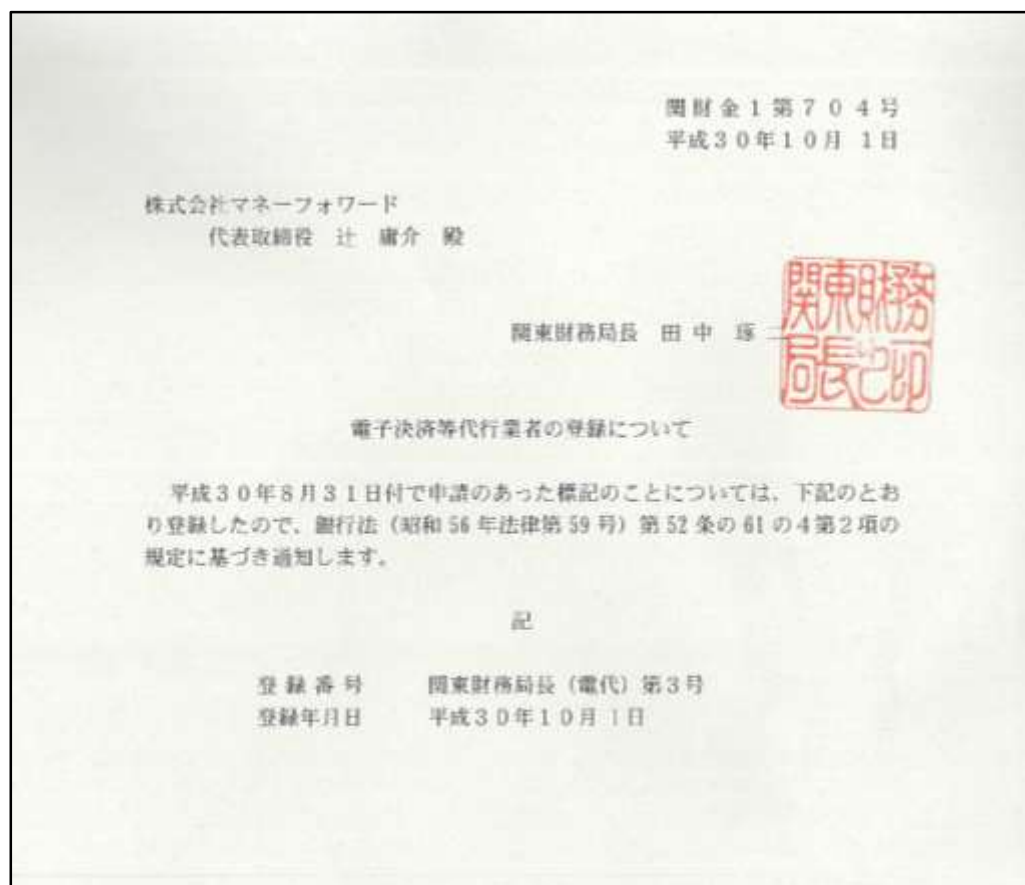 関財金1第704号
平成30年10月 1日
株式会社マネーフォワード
代表取締役 辻 庸介 殿
関東財務局長 田中 琢二
関東財務
局長之印
電子決済等代行業者の登録について
平成30年8月31日付で申請のあった標記のことについては、下記のとお
り登録したので、銀行法（昭和56年法律第59号）第52条の61の4第2項の
規定に基づき通知します。
記
登録番号 関東財務局長（電代）第3号
登録年月日 平成30年10月1日